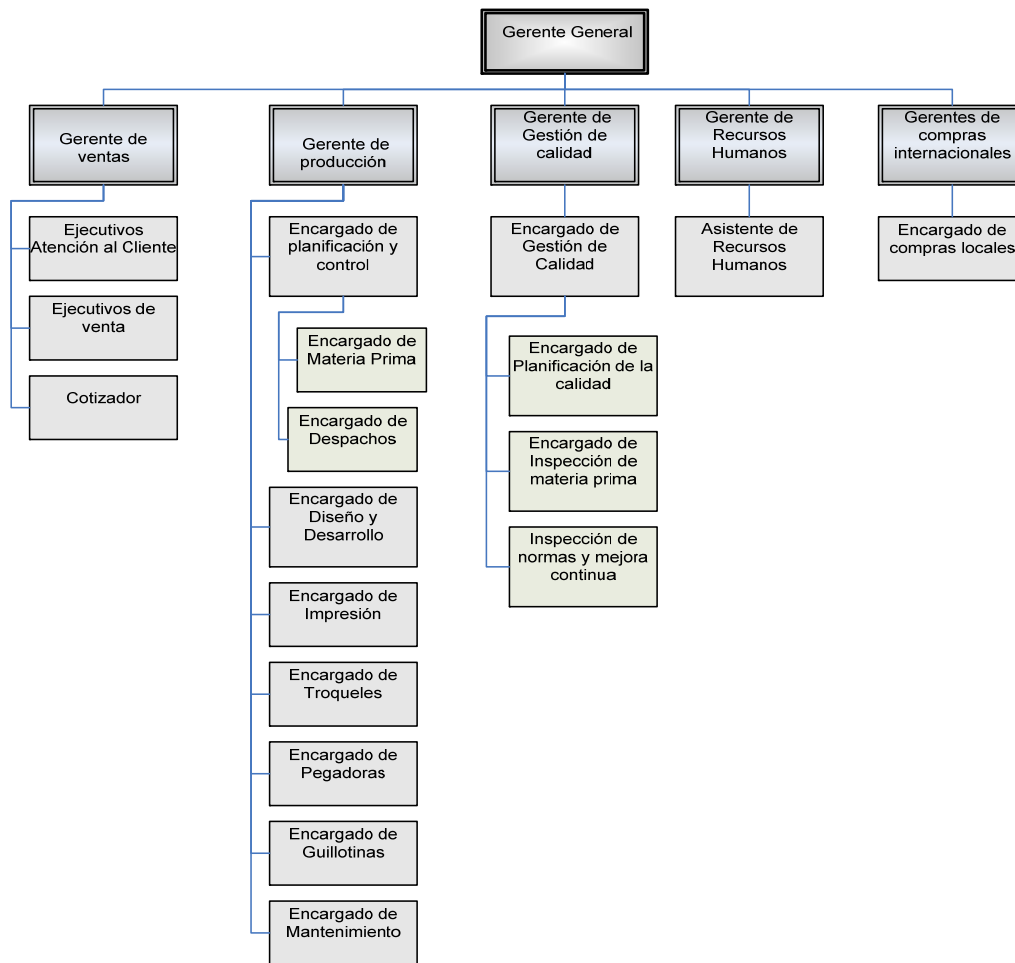 Gerente General
Gerente de
ventas
Gerente de
producción
Gerente de
Gestión de
calidad
Gerente de
Recursos
Humanos
Gerentes de
compras
internacionales
Ejecutivos
Atención al Cliente
Ejecutivos de
venta
Cotizador
Encargado de
planificación y
control
Encargado de
Materia Prima
Encargado de
Despachos
Encargado de
Diseño y
Desarrollo
Encargado de
Impresión
Encargado de
Troqueles
Encargado de
Pegadoras
Encargado de
Guillotinas
Encargado de
Mantenimiento
Encargado de
Gestión de
Calidad
Encargado de
Planificación de la
calidad
Encargado de
Inspección de
materia prima
Inspección de
normas y mejora
continua
Asistente de
Recursos
Humanos
Encargado de
compras locales